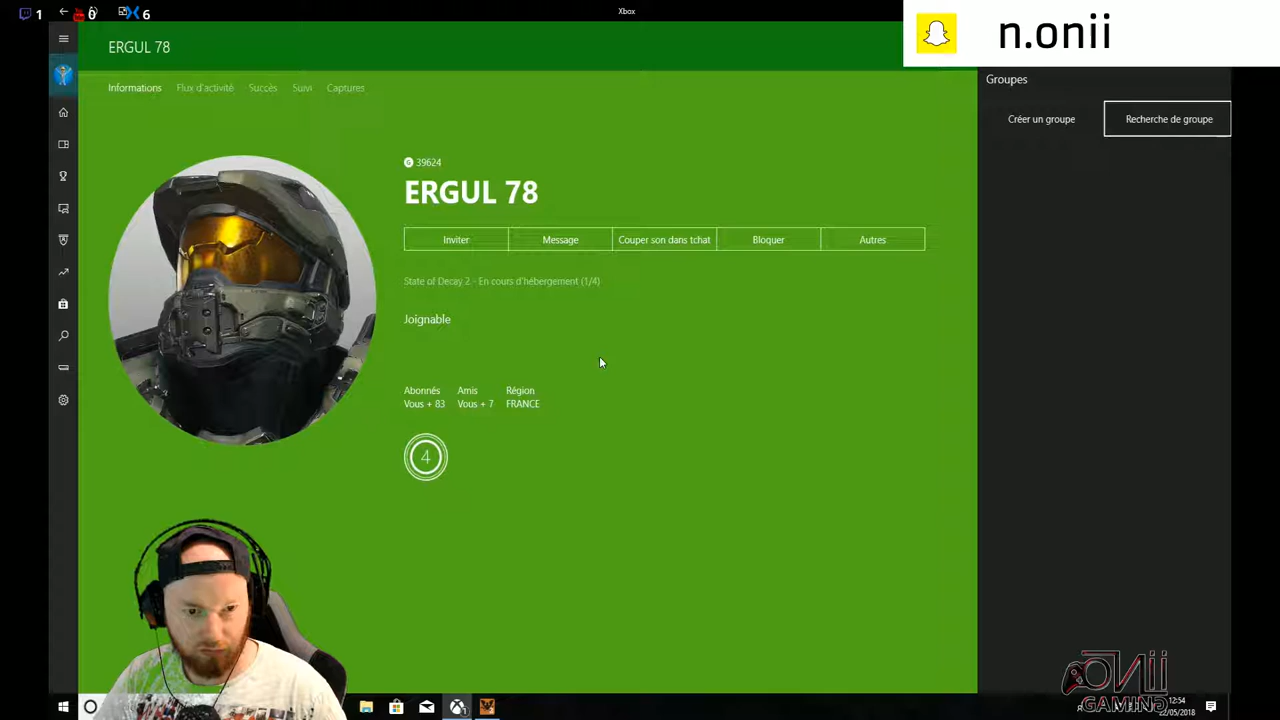 1
0
6
Xbox
n.onii
ERGUL 78
Informations Flux d'activité Succès Suivi Captures
Groupes
Créer un groupe Recherche de groupe
G 39624
ERGUL 78
Inviter Message Couper son dans tchat Bloquer Autres
State of Decay 2 - En cours d'hébergement (1/4)
Joignable
Abonnés Amis Région
Vous + 83 Vous + 7 FRANCE
4
ONii
GAMING
12:54
22/05/2018